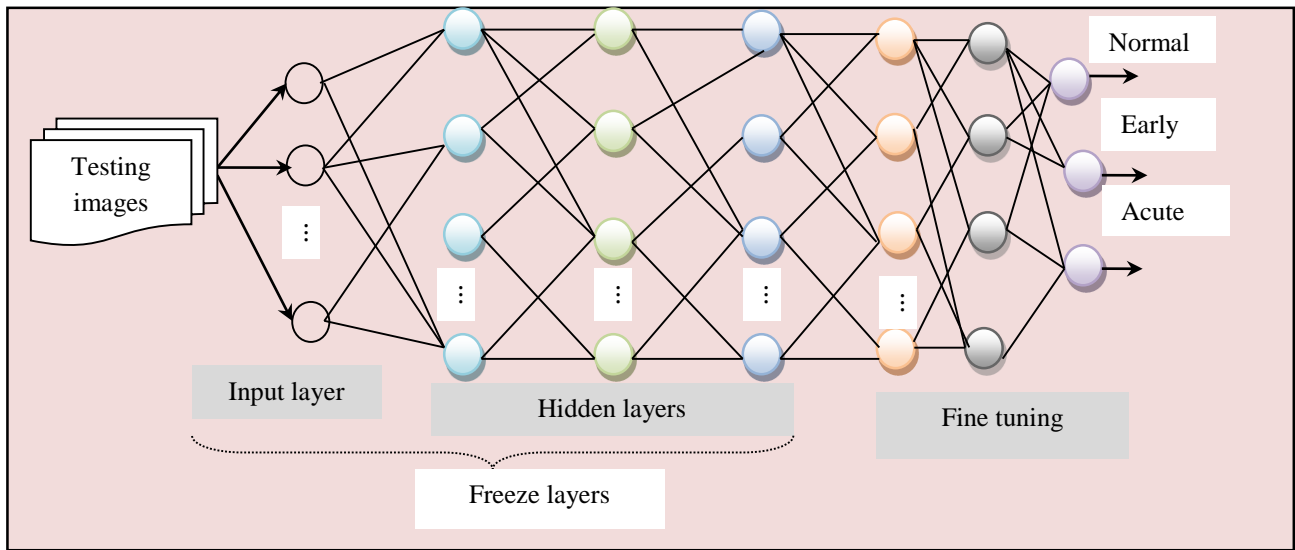 Testing
images
Normal
Early
Acute
...
...
...
...
...
Input layer
Hidden layers
Fine tuning
Freeze layers